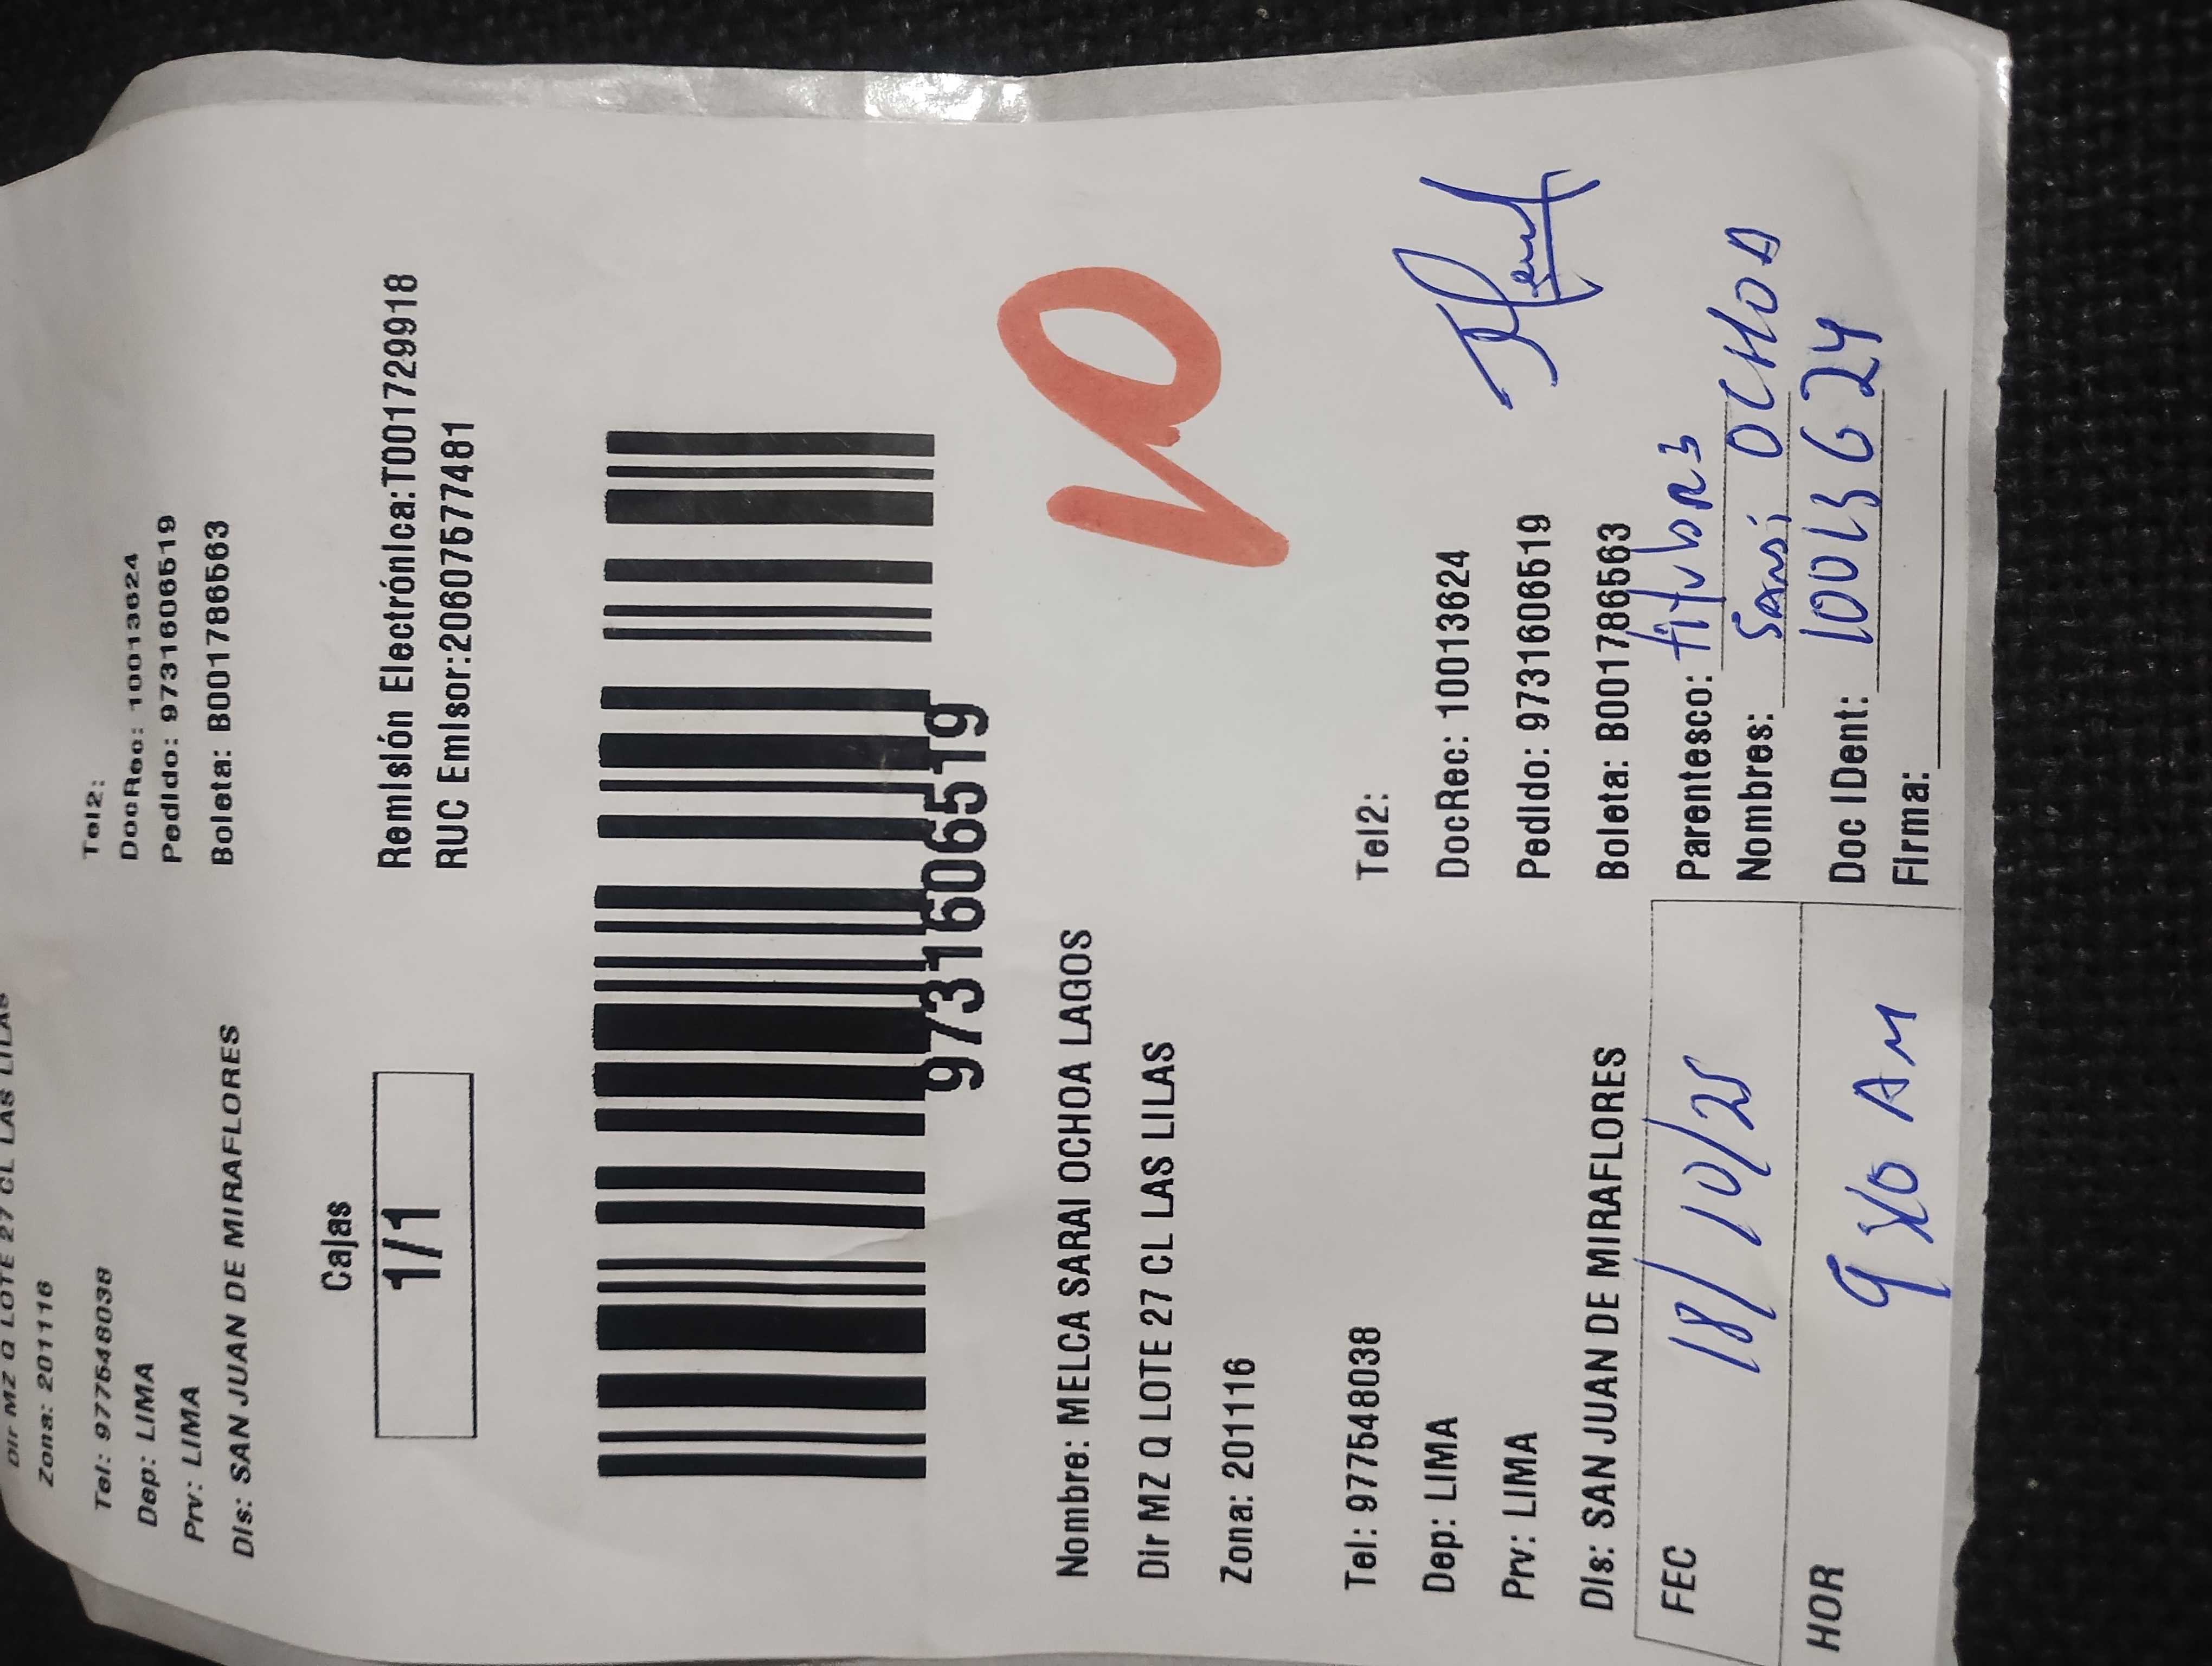 Dir MZ Q LOTE 27 CL LAS LILAS
Zona: 201116
Tel: 977548038
Tel2:
Dep: LIMA
DocRec: 10013624
Prv: LIMA
Pedido: 9731606519
Dis: SAN JUAN DE MIRAFLORES
Boleta: B001786563
Cajas
1/1
Remisión Electrónica:T001729918
RUC Emisor:20607577481
9731606519
Nombre: MELCA SARAI OCHOA LAGOS
Dir MZ Q LOTE 27 CL LAS LILAS
Zona: 201116
Tel: 977548038
Tel2:
Dep: LIMA
DocRec: 10013624
Prv: LIMA
Pedido: 9731606519
Dis: SAN JUAN DE MIRAFLORES
Boleta: B001786563
FEC 18/10/25
Parentesco:
Nombres: OCHOA
HOR 9 AM
Doc IDent: 10013624
Firma: